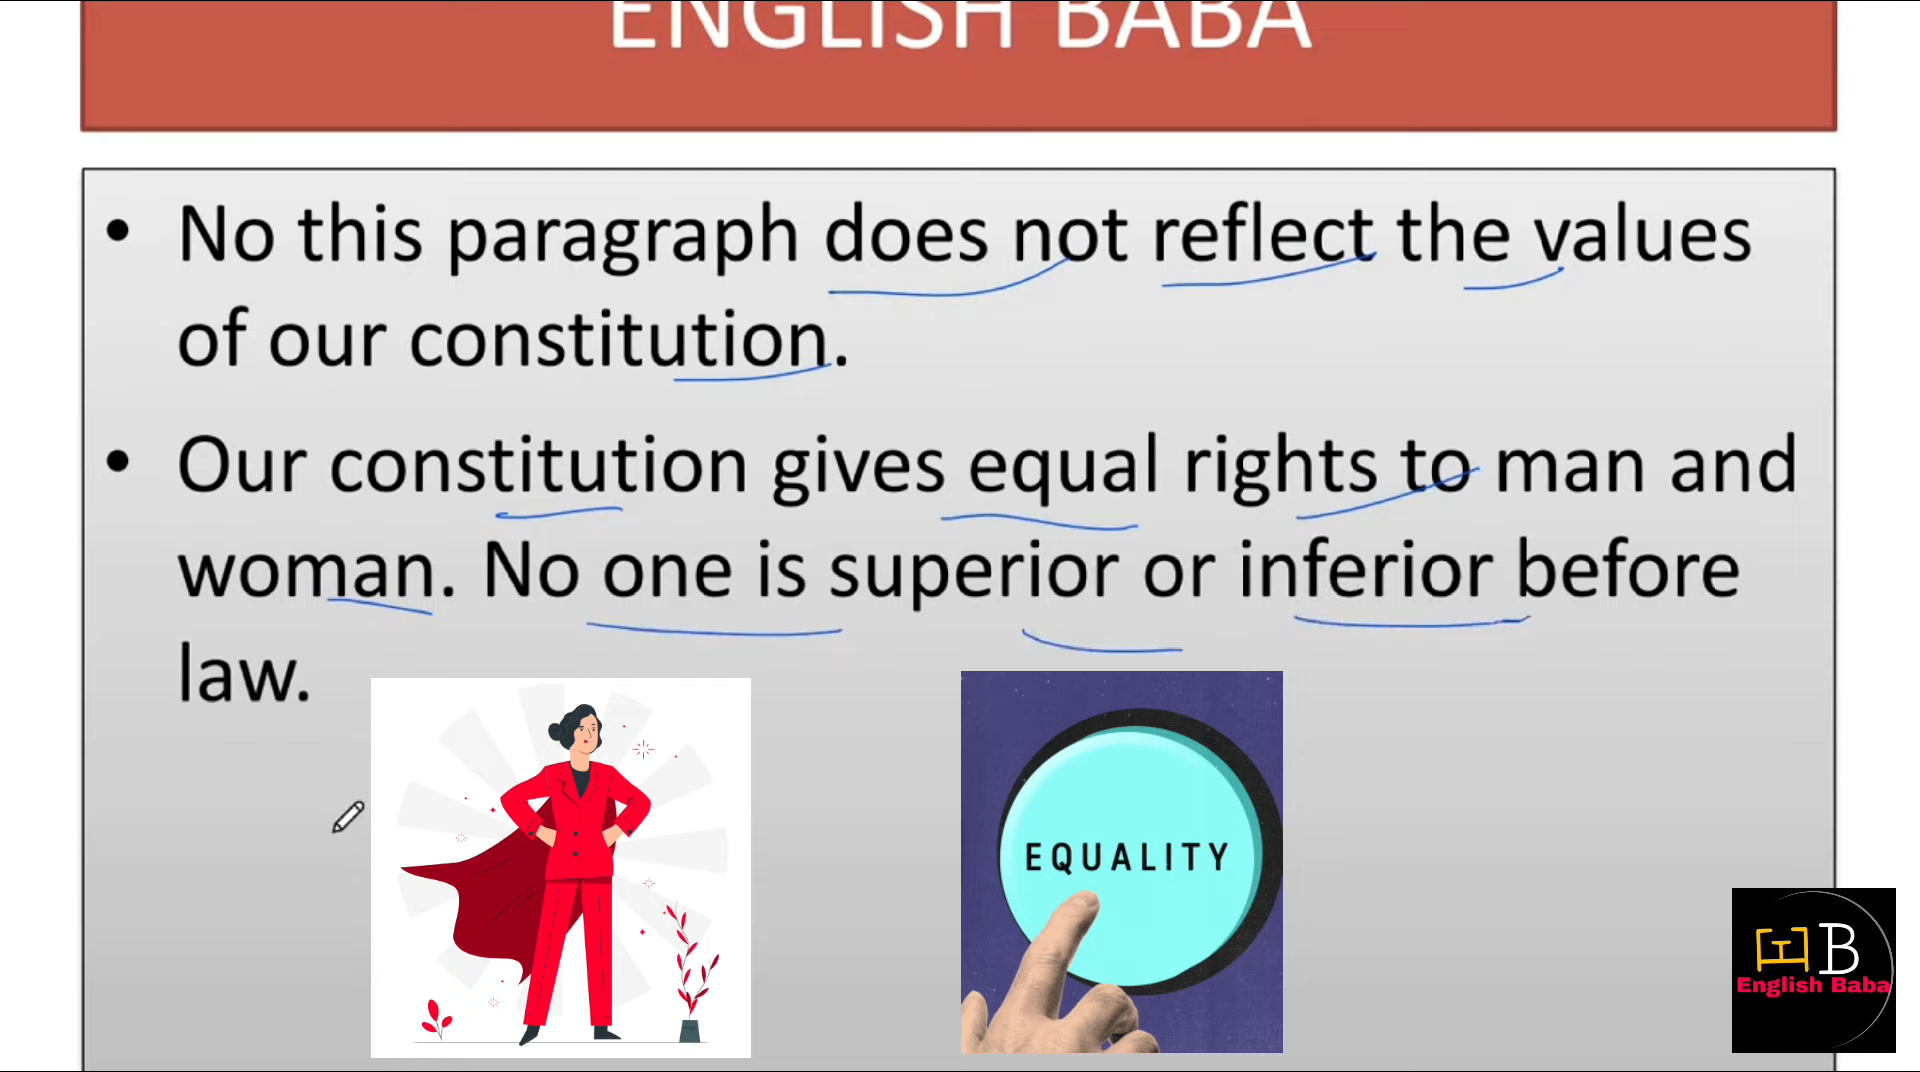 ENGLISH BABA
• No this paragraph does not reflect the values
of our constitution.
• Our constitution gives equal rights to man and
woman. No one is superior or inferior before
law.
EQUALITY
EB
English Baba